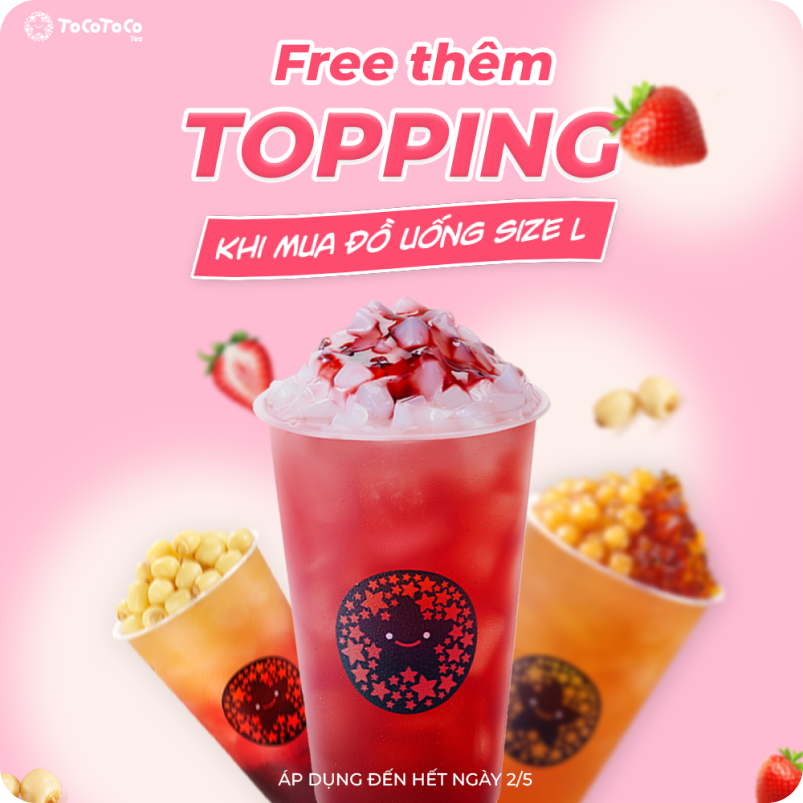 ToCoToCo
Tea
Free thêm
TOPPING
KHI MUA ĐỒ UỐNG SIZE L
ÁP DỤNG ĐẾN HẾT NGÀY 2/5